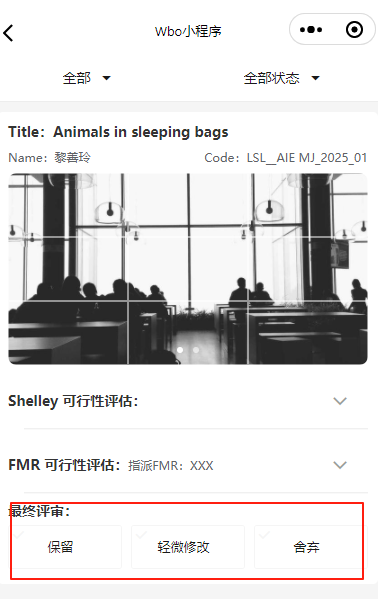 Wbo小程序
全部 全部状态
Title：Animals in sleeping bags
Name：黎善玲 Code：LSL__AIE MJ_2025_01
Shelley 可行性评估：
FMR 可行性评估：指派FMR：XXX
最终评审：
保留 轻微修改 舍弃